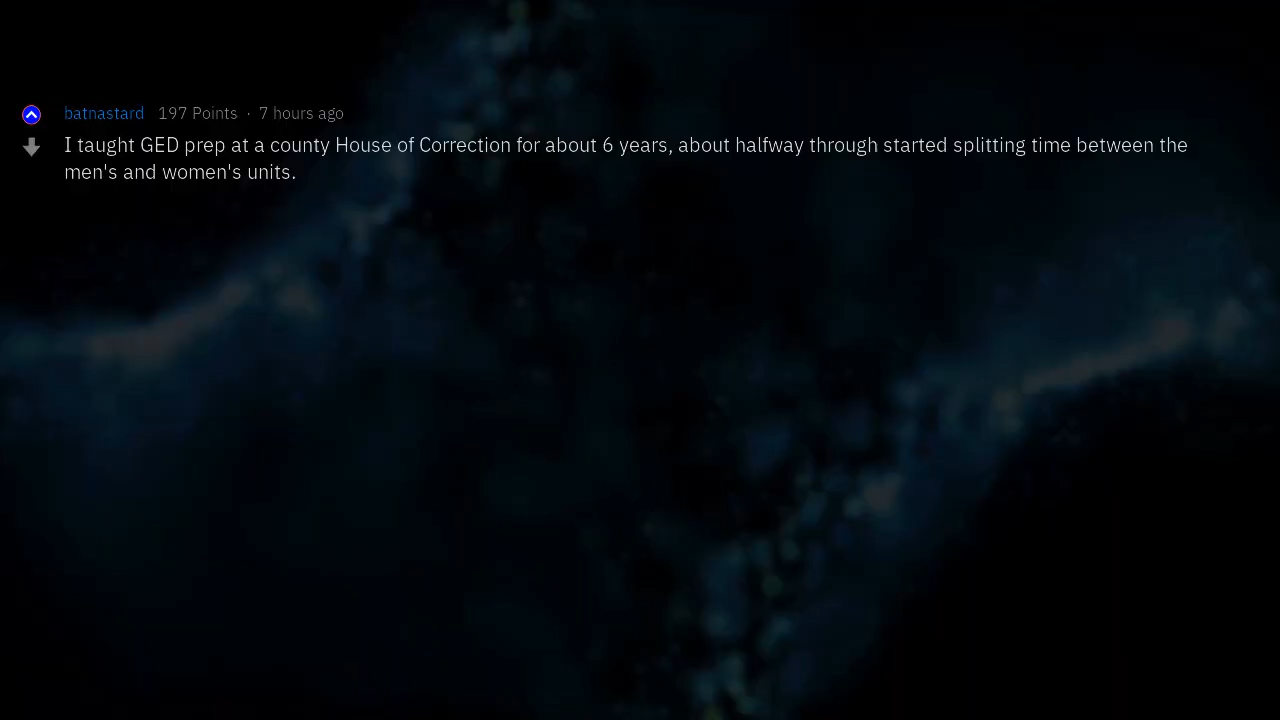 batnastard 197 Points · 7 hours ago
I taught GED prep at a county House of Correction for about 6 years, about halfway through started splitting time between the
men's and women's units.